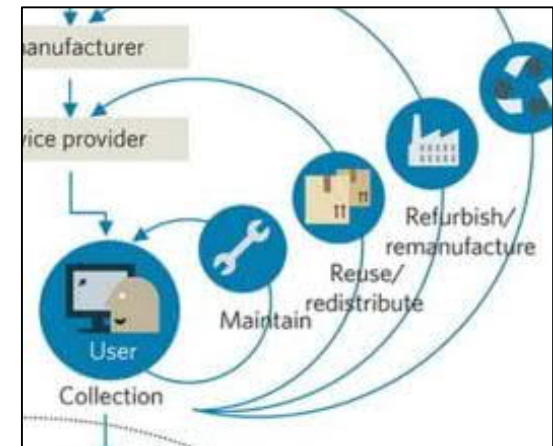 anufacturer
vice provider
Refurbish/
remanufacture
Reuse/
redistribute
Maintain
User
Collection